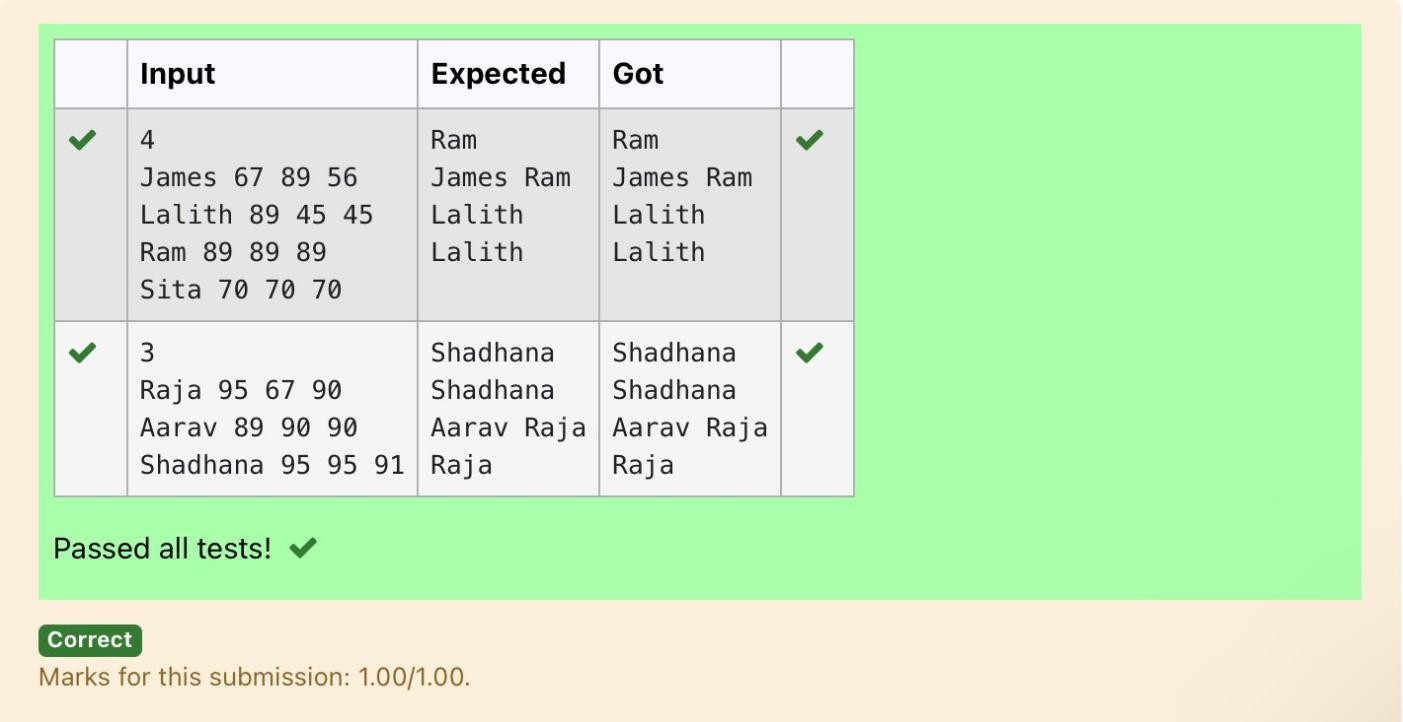 Input Expected Got
4 Ram Ram
James 67 89 56 James Ram James Ram
Lalith 89 45 45 Lalith Lalith
Ram 89 89 89 Lalith Lalith
Sita 70 70 70
3 Shadhana Shadhana
Raja 95 67 90 Shadhana Shadhana
Aarav 89 90 90 Aarav Raja Aarav Raja
Shadhana 95 95 91 Raja Raja
Passed all tests!
Correct
Marks for this submission: 1.00/1.00.